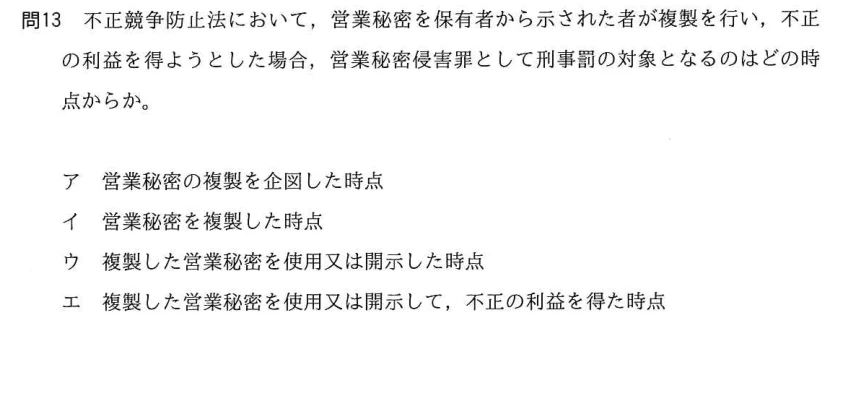 問13　不正競争防止法において，営業秘密を保有者から示された者が複製を行い，不正
の利益を得ようとした場合，営業秘密侵害罪として刑事罰の対象となるのはどの時
点からか。
ア　営業秘密の複製を企図した時点
イ　営業秘密を複製した時点
ウ　複製した営業秘密を使用又は開示した時点
エ　複製した営業秘密を使用又は開示して，不正の利益を得た時点